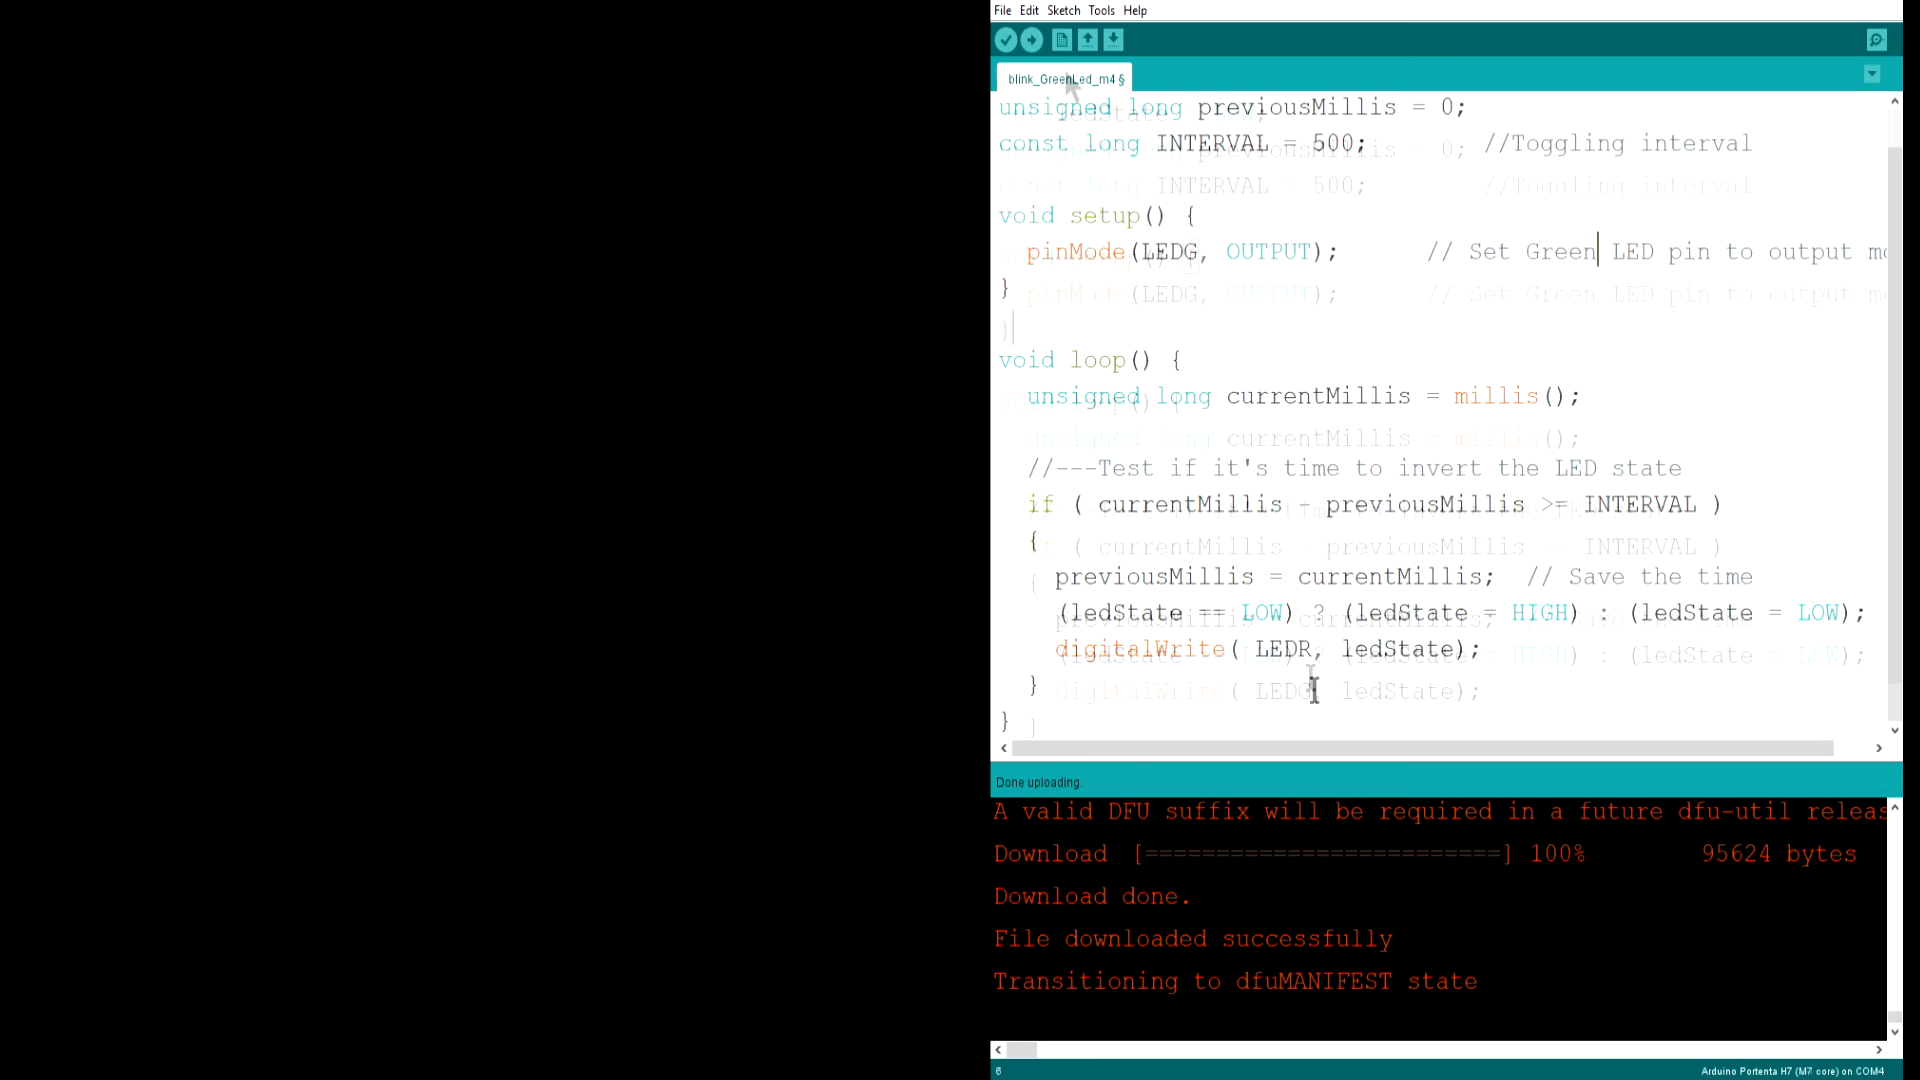 File Edit Sketch Tools Help
blink_GreenLed_m4 §
unsigned long previousMillis = 0;
const long INTERVAL = 500; //Toggling interval
void setup() {
pinMode(LEDG, OUTPUT); // Set Green LED pin to output
}
void loop() {
unsigned long currentMillis = millis();
//---Test if it's time to invert the LED state
if ( currentMillis - previousMillis >= INTERVAL )
{
previousMillis = currentMillis; // Save the time
(ledState == LOW) ? (ledState = HIGH) : (ledState = LOW);
digitalWrite( LEDR, ledState);
}
}
Done uploading.
A valid DFU suffix will be required in a future dfu-util releas
Download [=========================] 100% 95624 bytes
Download done.
File downloaded successfully
Transitioning to dfuMANIFEST state
6
Arduino Portenta H7 (M7 core) on COM4